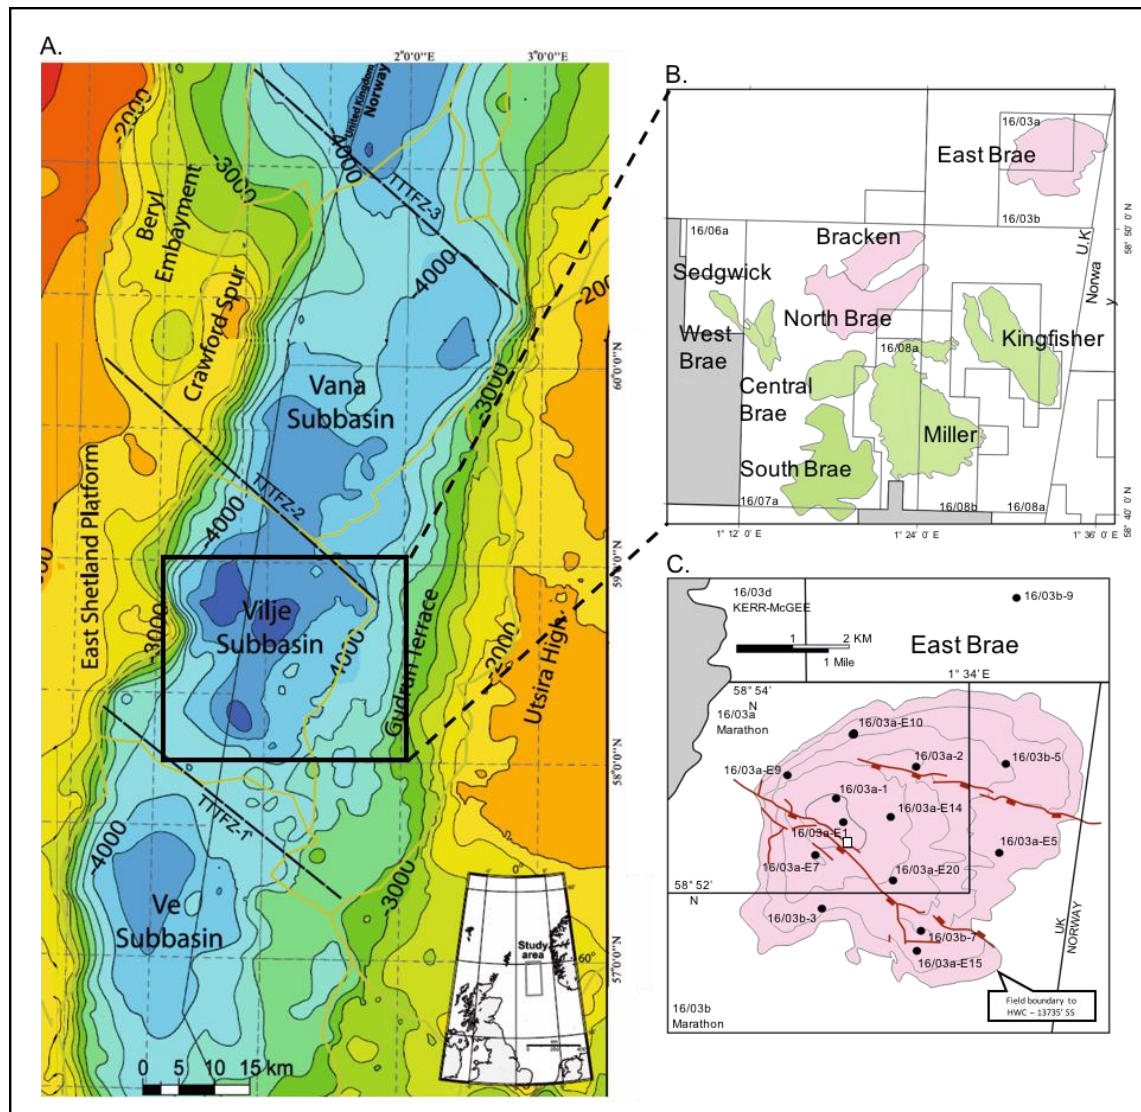 A.
2°0'0"E
3°0'0"E
-2000
United Kingdom
Norway
-4000
-3000
TTTFZ-3
Beryl
Embayment
-4000
-200
Crawford Spur
60°0'0"N
Vana
Subbasin
-3000
East Shetland Platform
TTTFZ-2
-4000
59°0'0"N
-3000
Vilje
Subbasin
-4000
Gudrun Terrace
-2000
Utsira High
58°0'0"N
TTTFZ-1
-4000
-3000
Ve
Subbasin
57°0'0"N
0 5 10 15 km
0°
Study
area
60°
B.
16/03a
East Brae
16/03b
58° 50' 0" N
16/06a
Bracken
U.K
Norwa
y
Sedgwick
North Brae
West
Brae
16/08a
Kingfisher
Central
Brae
Miller
South Brae
16/07a
16/08b
16/08a
58° 40' 0" N
1° 12' 0" E
1° 24' 0" E
1° 36' 0" E
C.
16/03d
KERR-McGEE
16/03b-9
1 2 KM
1 Mile
East Brae
58° 54'
N
1° 34' E
16/03a
Marathon
16/03a-E10
16/03a-2
16/03b-5
16/03a-E9
16/03a-1
16/03a-E14
16/03a-E1
16/03a-E5
16/03a-E7
16/03a-E20
58° 52'
N
16/03b-3
16/03b-7
16/03a-E15
UK
NORWAY
Field boundary to
HWC – 13735' SS
16/03b
Marathon